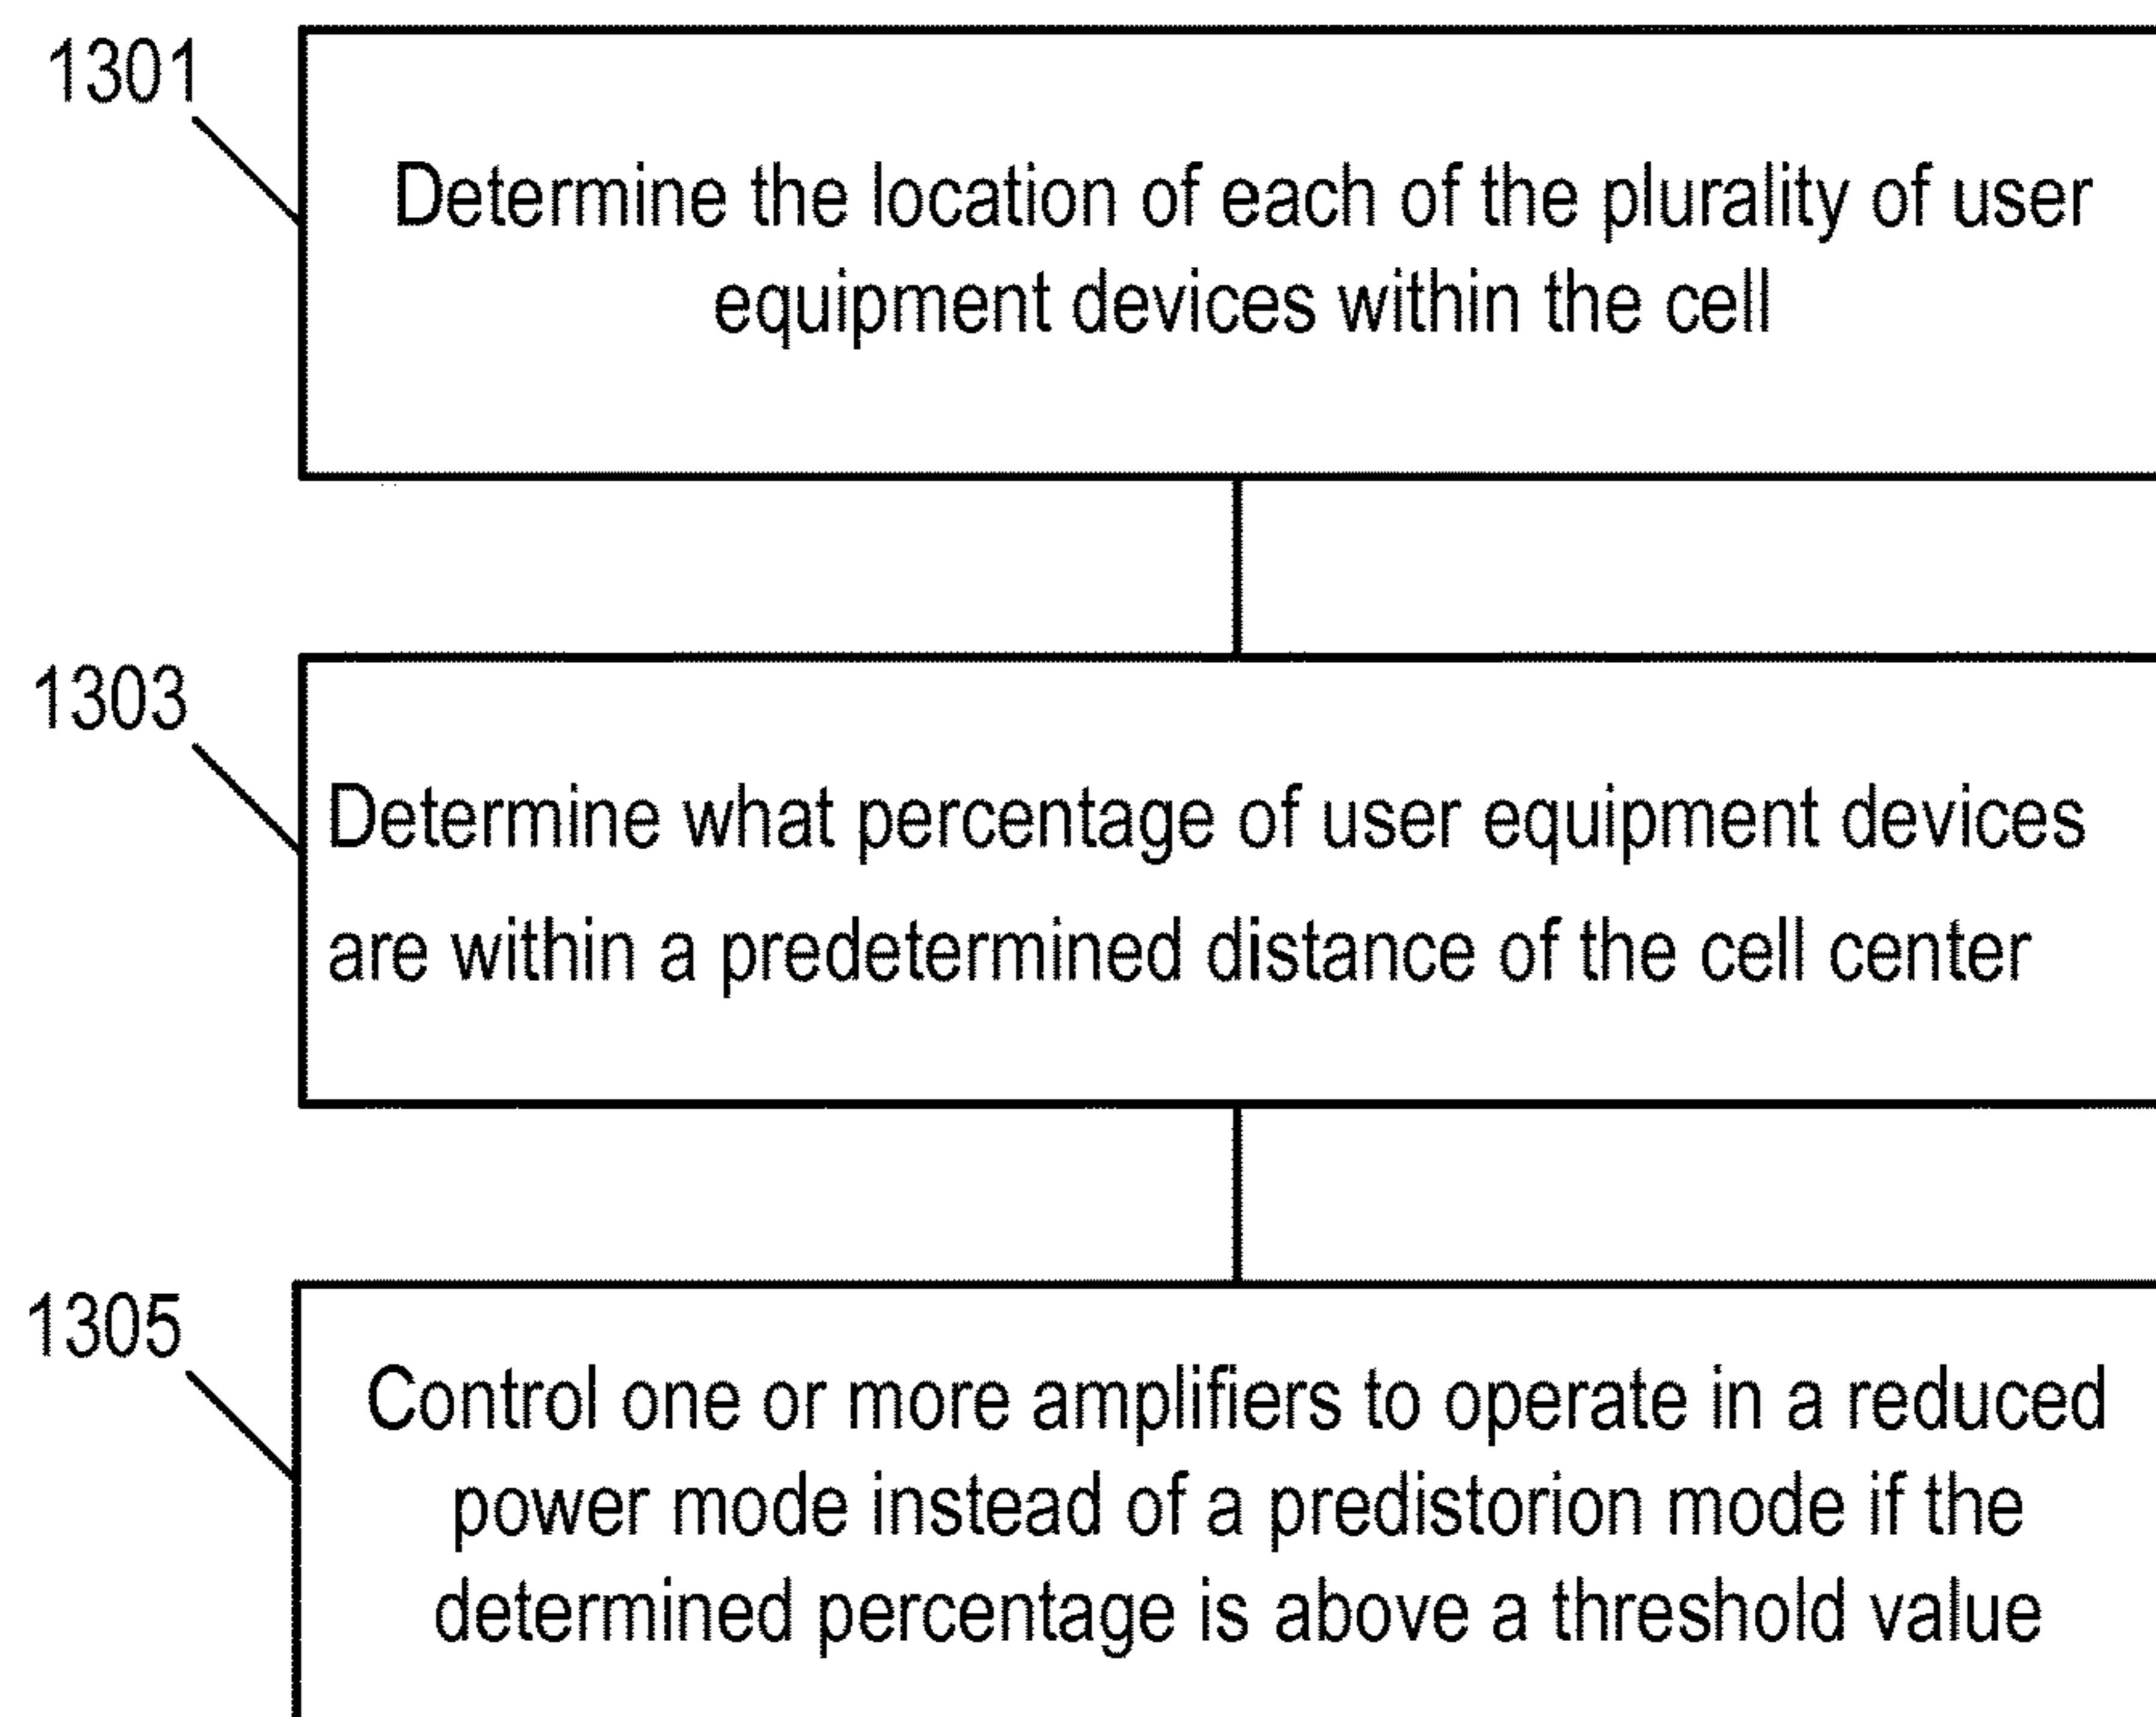 1301
Determine the location of each of the plurality of user
equipment devices within the cell
1303
Determine what percentage of user equipment devices
are within a predetermined distance of the cell center
1305
Control one or more amplifiers to operate in a reduced
power mode instead of a predistorion mode if the
determined percentage is above a threshold value